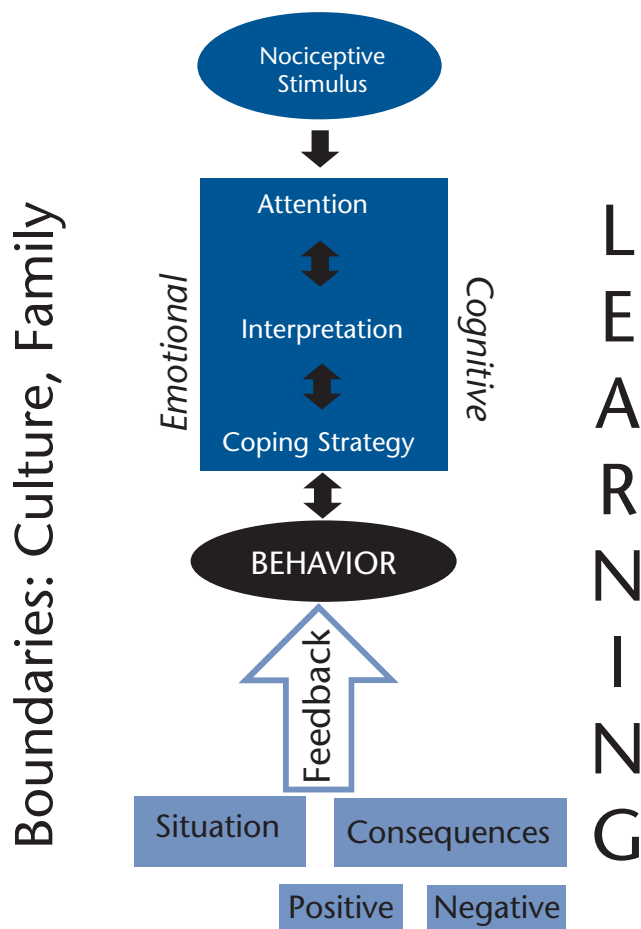 Nociceptive
Stimulus
Attention
Interpretation
Coping Strategy
Emotional
Cognitive
BEHAVIOR
Feedback
Situation
Consequences
Positive
Negative
Boundaries: Culture, Family
LEARNING